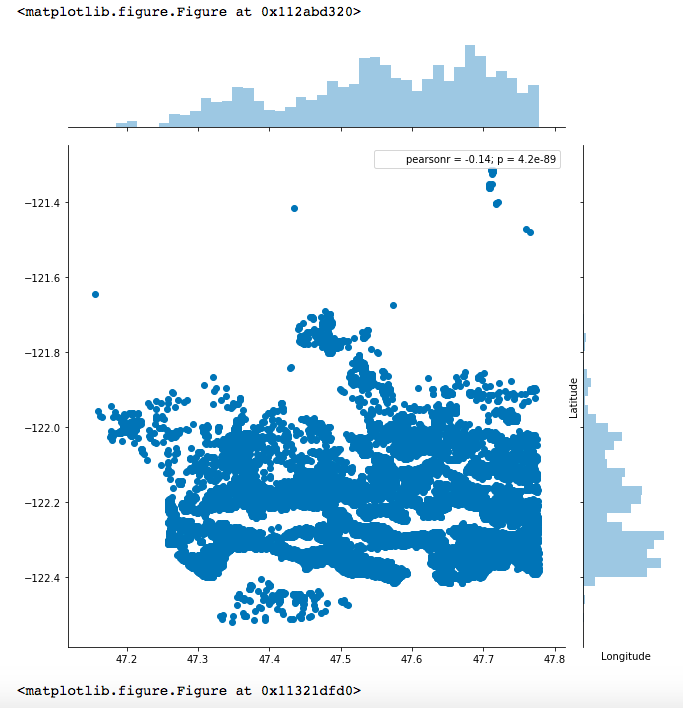 <matplotlib.figure.Figure at 0x112abd320>
pearsonr = -0.14; p = 4.2e-89
−121.4
−121.6
−121.8
−122.0
−122.2
−122.4
Latitude
47.2 47.3 47.4 47.5 47.6 47.7 47.8
Longitude
<matplotlib.figure.Figure at 0x11321dfd0>